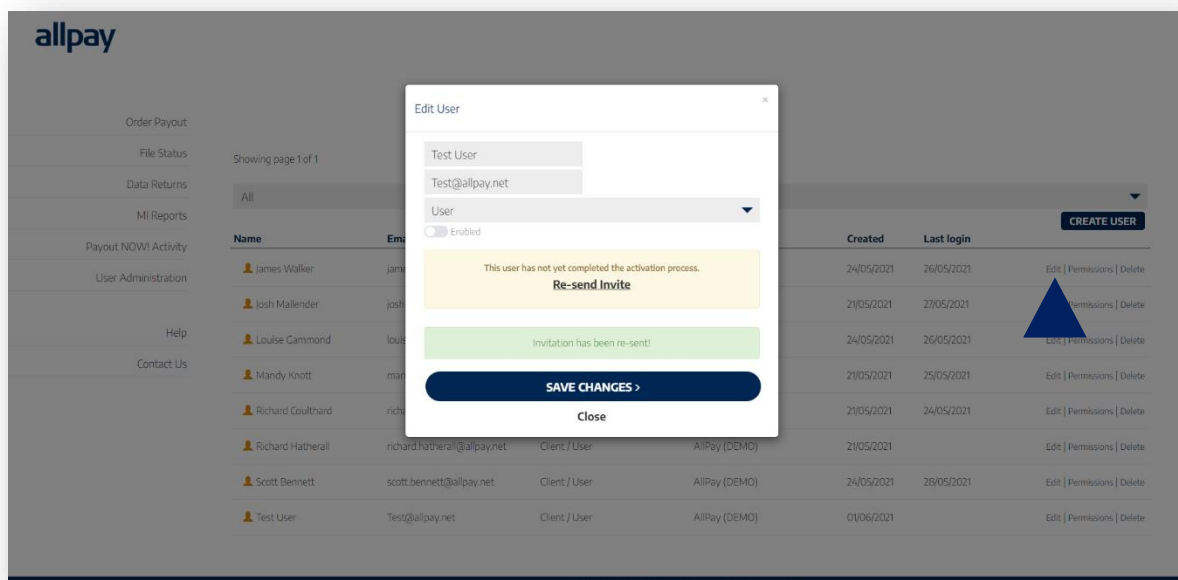 allpay
Order Payout
File Status
Data Returns
MI Reports
Payout NOW! Activity
User Administration
Help
Contact Us
Showing page 1 of 1
All
CREATE USER
Edit User
×
Test User
Test@allpay.net
User
Enabled
This user has not yet completed the activation process.
Re-send Invite
Invitation has been re-sent!
SAVE CHANGES >
Close
Name Ema Created Last login
James Walker jame 24/05/2021 26/05/2021 Edit | Permissions | Delete
Josh Mallender josh 21/05/2021 27/05/2021 Permissions | Delete
Louise Gammond louis 24/05/2021 26/05/2021 Edit | Permissions | Delete
Mandy Knott man 21/05/2021 25/05/2021 Edit | Permissions | Delete
Richard Coulthard richa 21/05/2021 24/05/2021 Edit | Permissions | Delete
Richard Hatherall richard.hatherall@allpay.net Client / User AllPay (DEMO) 21/05/2021 Edit | Permissions | Delete
Scott Bennett scott.bennett@allpay.net Client / User AllPay (DEMO) 24/05/2021 28/05/2021 Edit | Permissions | Delete
Test User Test@allpay.net Client / User AllPay (DEMO) 01/06/2021 Edit | Permissions | Delete